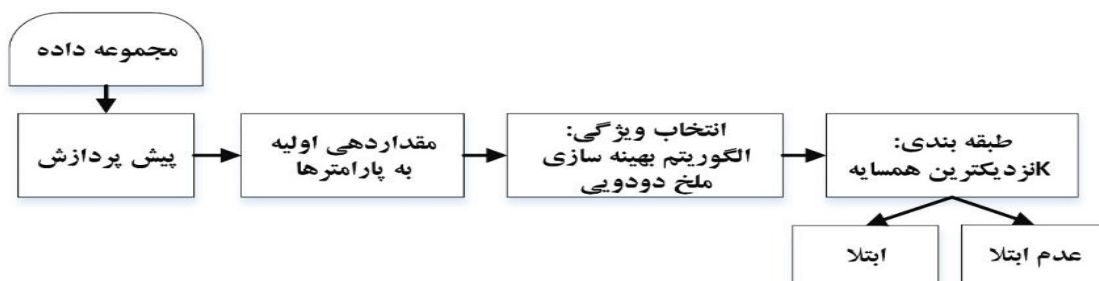 مجموعه داده
پیش پردازش
مقداردهی اولیه
به پارامترها
انتخاب ویژگی:
الگوریتم بهینه سازی
ملخ دودویی
طبقه بندی:
Kنزدیکترین همسایه
ابتلا
عدم ابتلا